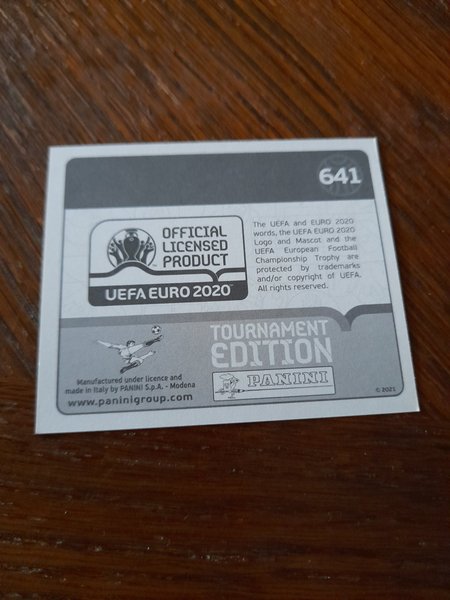 641
OFFICIAL
LICENSED
PRODUCT
UEFA EURO 2020™
The UEFA and EURO 2020
words, the UEFA EURO 2020
Logo and Mascot and the
UEFA European Football
Championship Trophy are
protected by trademarks
and/or copyright of UEFA.
All rights reserved.
TOURNAMENT
EDITION
PANINI
Manufactured under licence and
made in Italy by PANINI S.p.A. - Modena
www.paninigroup.com
© 2021